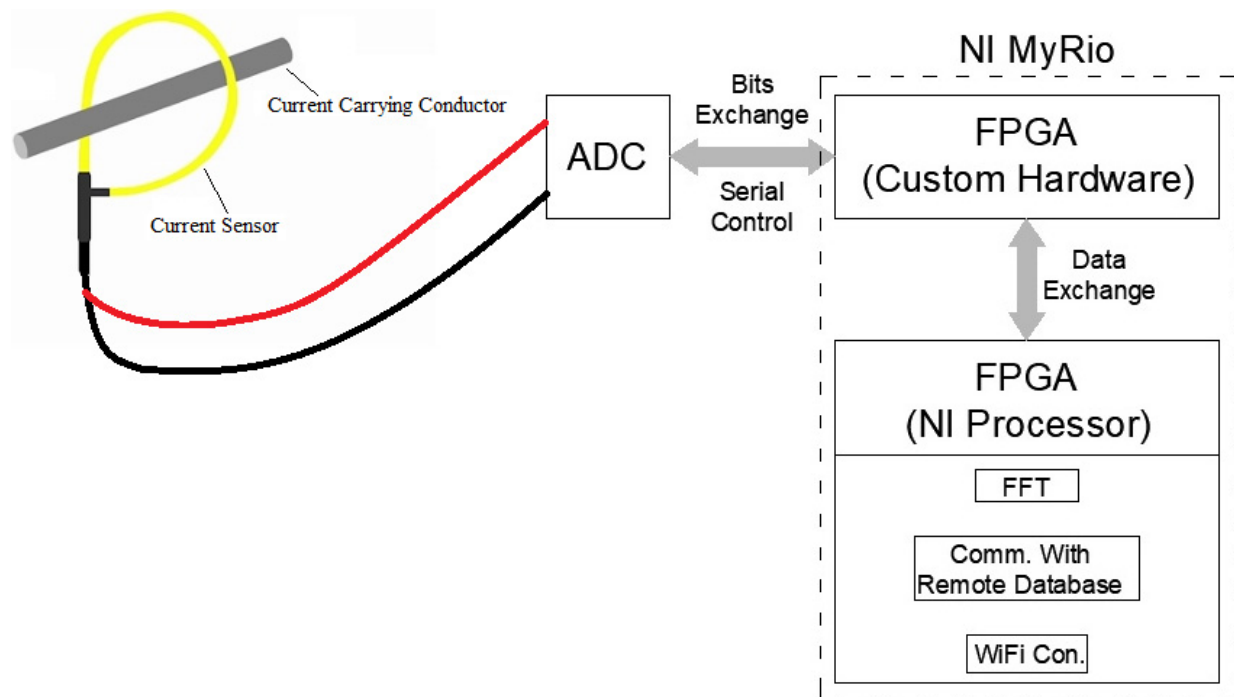 Current Carrying Conductor
Current Sensor
ADC
Bits
Exchange
Serial
Control
NI MyRio
FPGA
(Custom Hardware)
Data
Exchange
FPGA
(NI Processor)
FFT
Comm. With
Remote Database
WiFi Con.